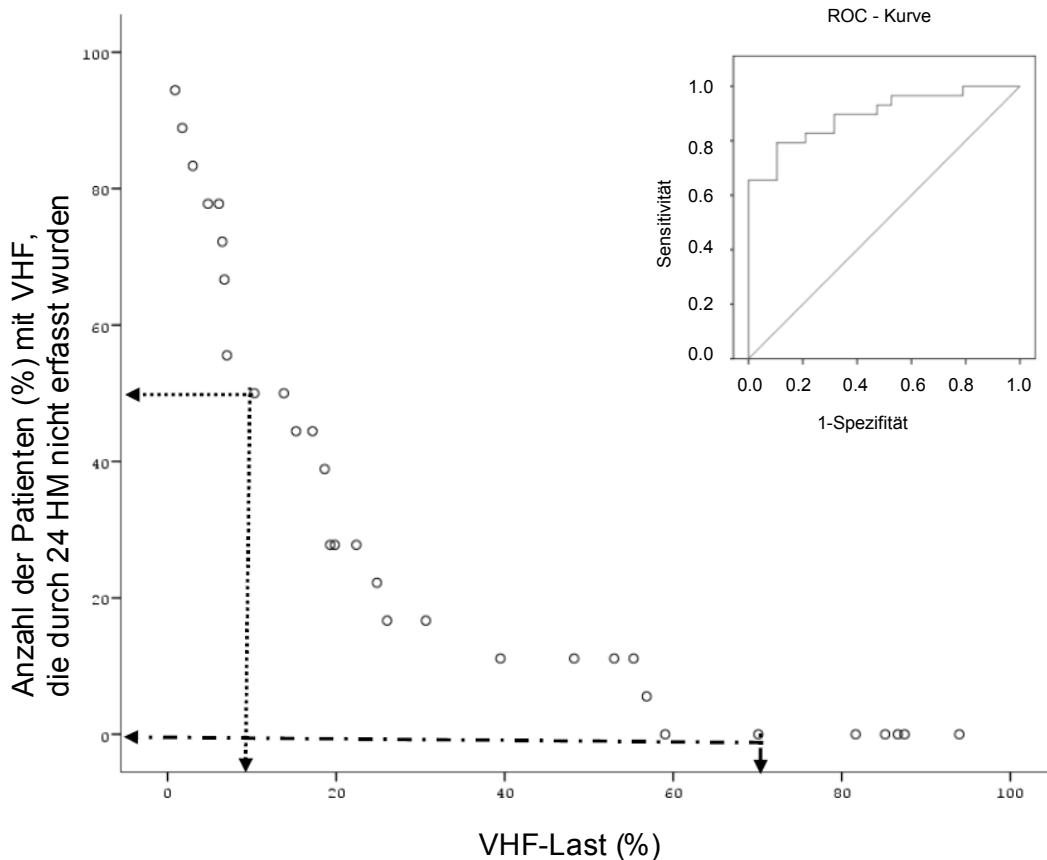 ROC - Kurve
1.0
0.8
0.6
0.4
0.2
0.0
Sensitivität
0.0 0.2 0.4 0.6 0.8 1.0
1-Spezifität
Anzahl der Patienten (%) mit VHF,
die durch 24 HM nicht erfasst wurden
100
80
60
40
20
0
0 20 40 60 80 100
VHF-Last (%)